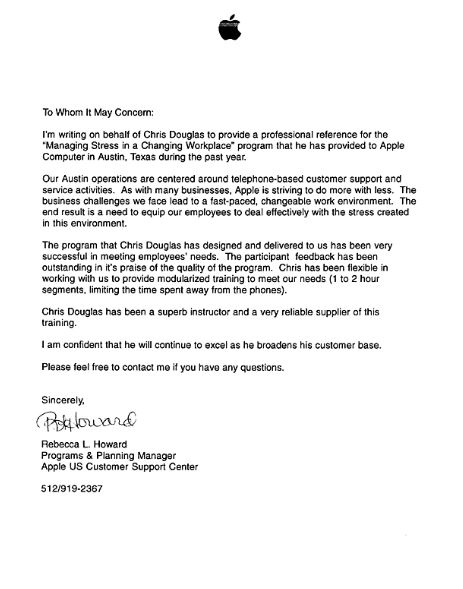 To Whom It May Concern:
I'm writing on behalf of Chris Douglas to provide a professional reference for the
"Managing Stress in a Changing Workplace" program that he has provided to Apple
Computer in Austin, Texas during the past year.
Our Austin operations are centered around telephone-based customer support and
service activities.  As with many businesses, Apple is striving to do more with less.  The
business challenges we face lead to a fast-paced, changeable work environment.  The
end result is a need to equip our employees to deal effectively with the stress created
in this environment.
The program that Chris Douglas has designed and delivered to us has been very
successful in meeting employees' needs.  The participant  feedback has been
outstanding in it's praise of the quality of the program.  Chris has been flexible in
working with us to provide modularized training to meet our needs (1 to 2 hour
segments, limiting the time spent away from the phones).
Chris Douglas has been a superb instructor and a very reliable supplier of this
training.
I am confident that he will continue to excel as he broadens his customer base.
Please feel free to contact me if you have any questions.
Sincerely,
Howard
Rebecca L. Howard
Programs & Planning Manager
Apple US Customer Support Center
512/919-2367